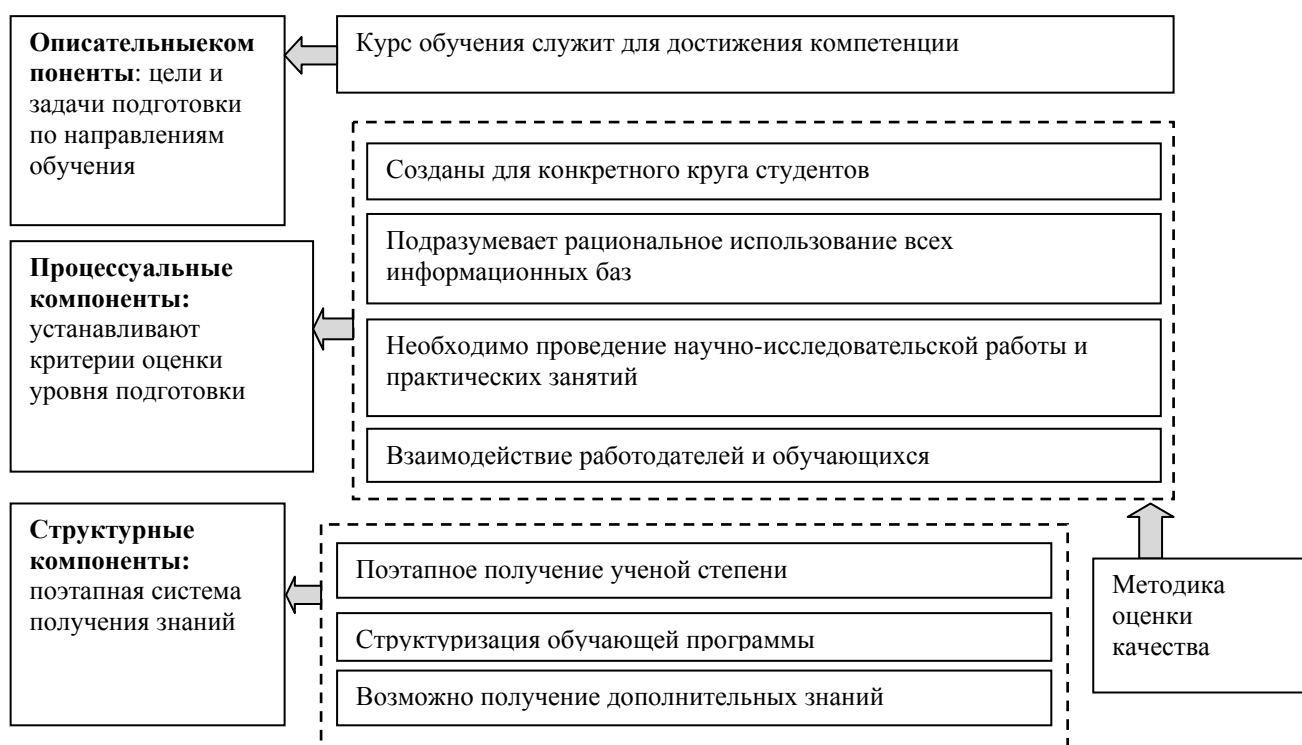 Описательныеком
поненты: цели и
задачи подготовки
по направлениям
обучения
Курс обучения служит для достижения компетенции
Процессуальные
компоненты:
устанавливают
критерии оценки
уровня подготовки
Созданы для конкретного круга студентов
Подразумевает рациональное использование всех
информационных баз
Необходимо проведение научно-исследовательской работы и
практических занятий
Взаимодействие работодателей и обучающихся
Структурные
компоненты:
поэтапная система
получения знаний
Поэтапное получение ученой степени
Структуризация обучающей программы
Возможно получение дополнительных знаний
Методика
оценки
качества